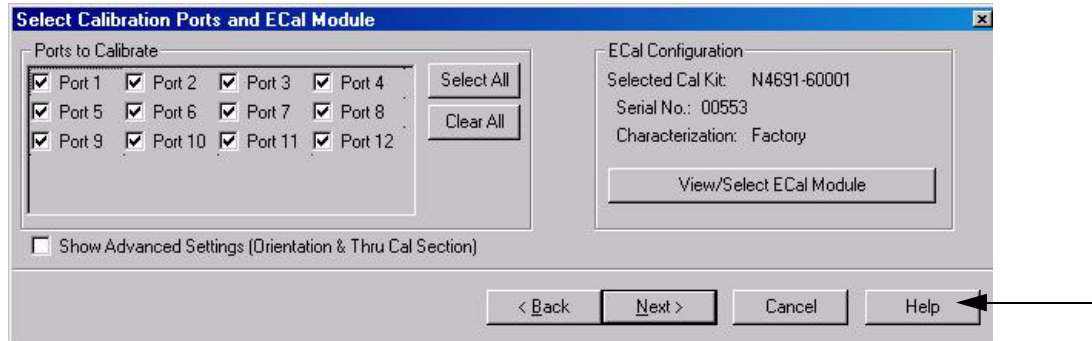 Select Calibration Ports and ECal Module
Ports to Calibrate
Port 1 Port 2 Port 3 Port 4
Port 5 Port 6 Port 7 Port 8
Port 9 Port 10 Port 11 Port 12
Select All
Clear All
ECal Configuration
Selected Cal Kit: N4691-60001
Serial No.: 00553
Characterization: Factory
View/Select ECal Module
Show Advanced Settings (Orientation & Thru Cal Section)
< Back
Next >
Cancel
Help